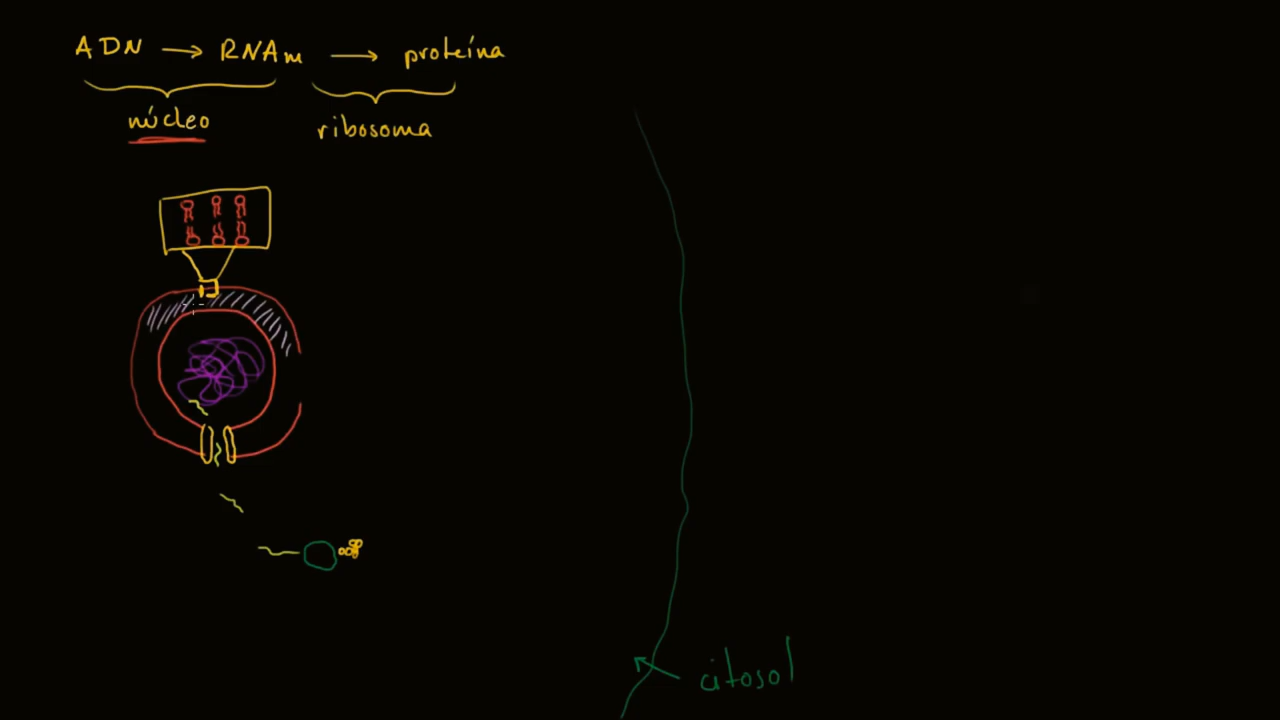 ADN → RNAm → proteína
núcleo ribosoma
citosol